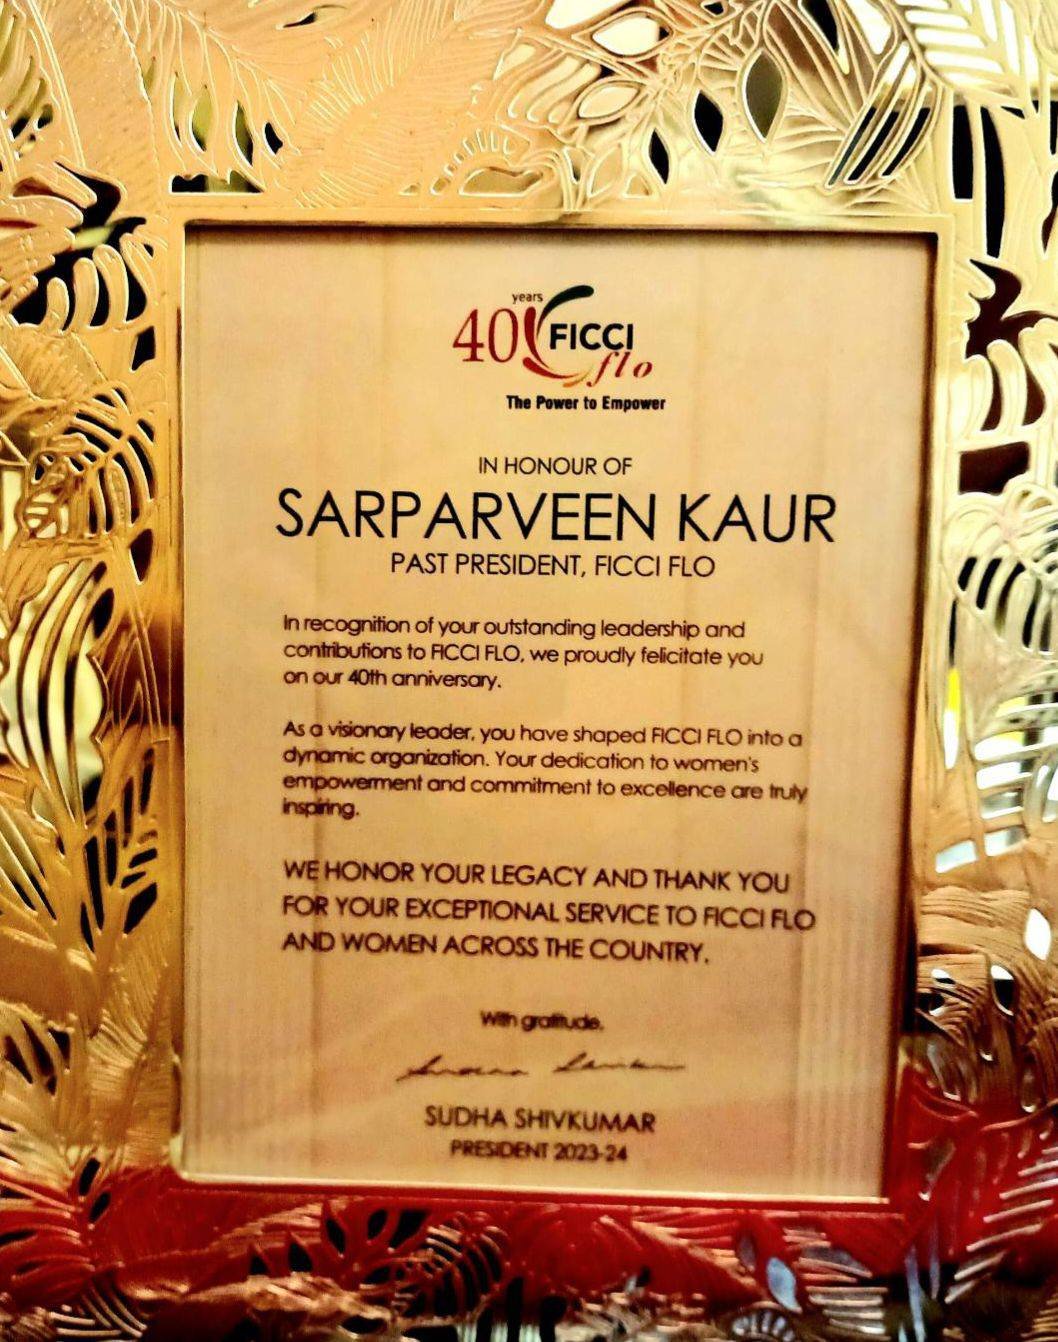 years
40 FICCI
flo
The Power to Empower
IN HONOUR OF
SARPARVEEN KAUR
PAST PRESIDENT, FICCI FLO
In recognition of your outstanding leadership and
contributions to FICCI FLO, we proudly felicitate you
on our 40th anniversary.
As a visionary leader, you have shaped FICCI FLO into a
dynamic organization. Your dedication to women's
empowerment and commitment to excellence are truly
inspiring.
WE HONOR YOUR LEGACY AND THANK YOU
FOR YOUR EXCEPTIONAL SERVICE TO FICCI FLO
AND WOMEN ACROSS THE COUNTRY.
With gratitude,
SUDHA SHIVKUMAR
PRESIDENT 2023-24